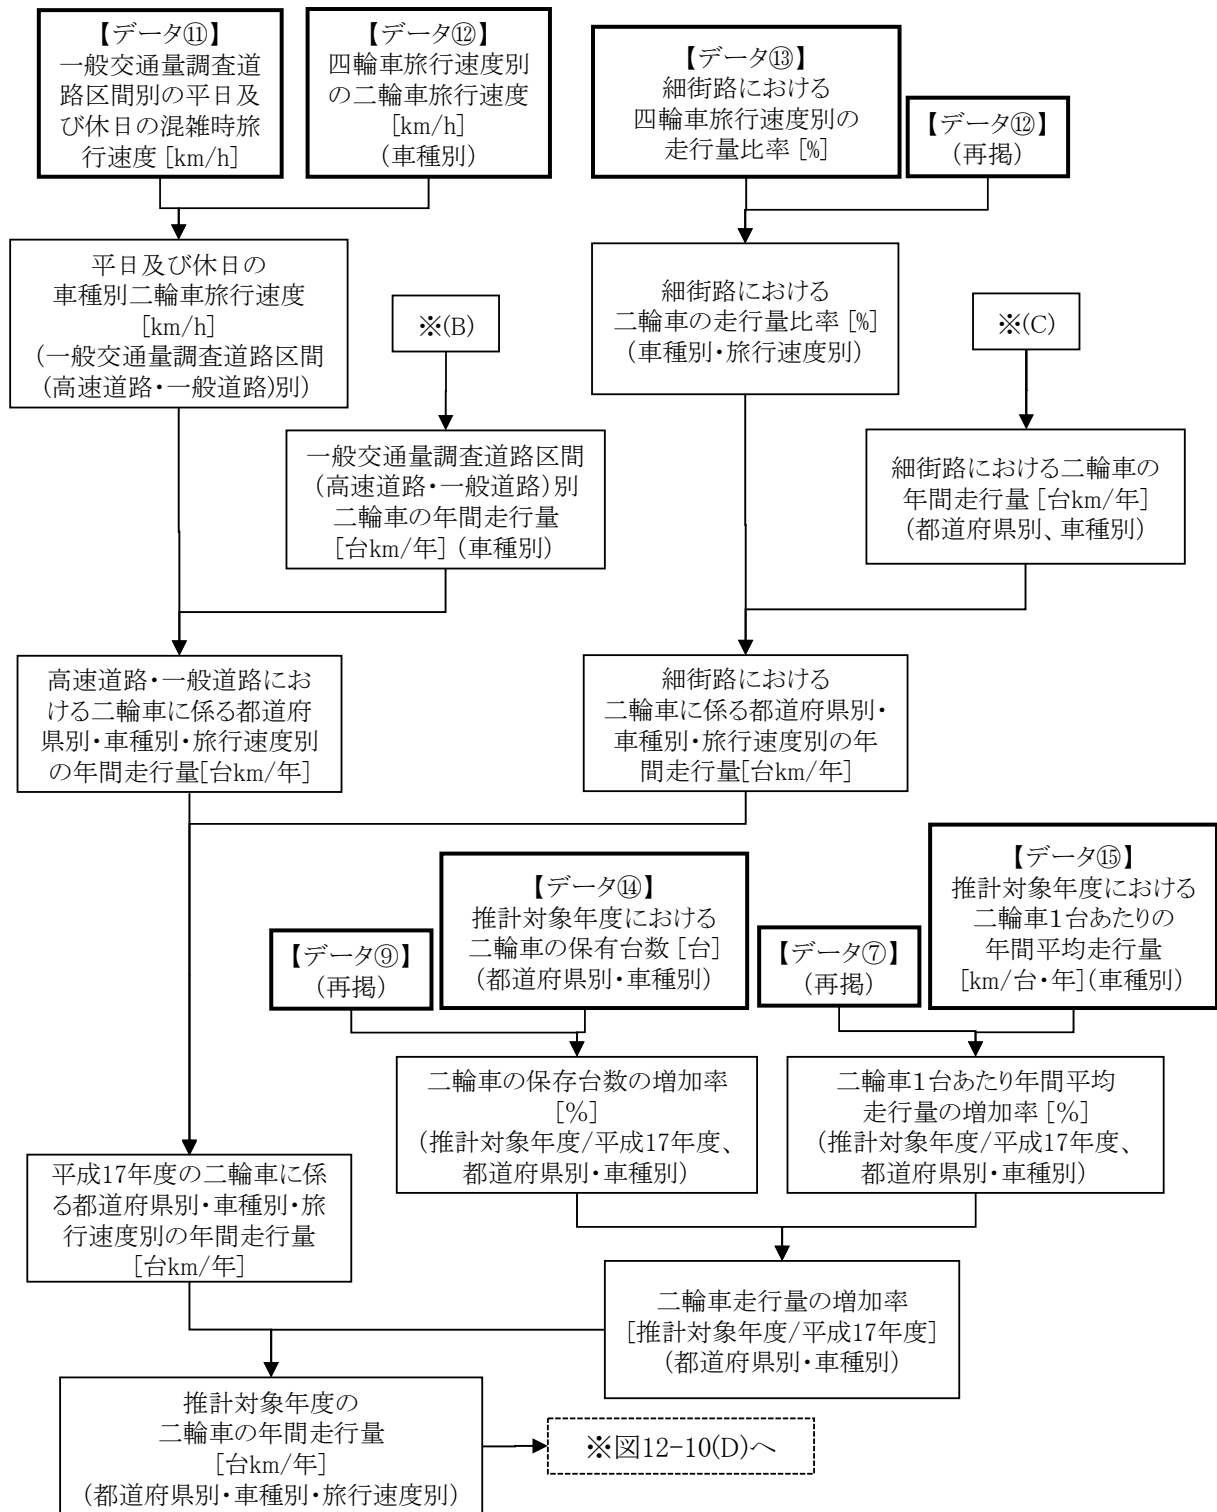 【データ⑪】
一般交通量調査道
路区間別の平日及
び休日の混雑時旅
行速度[km/h]
【データ⑫】
四輪車旅行速度別
の二輪車旅行速度
[km/h]
(車種別)
【データ⑬】
細街路における
四輪車旅行速度別の
走行量比率[%]
【データ⑫】
(再掲)
平日及び休日の
車種別二輪車旅行速度
[km/h]
(一般交通量調査道路区間
(高速道路・一般道路)別)
※(B)
細街路における
二輪車の走行量比率[%]
(車種別・旅行速度別)
※(C)
一般交通量調査道路区間
(高速道路・一般道路)別
二輪車の年間走行量
[台km/年](車種別)
細街路における二輪車の
年間走行量[台km/年]
(都道府県別、車種別)
高速道路・一般道路にお
ける二輪車に係る都道府
県別・車種別・旅行速度別
の年間走行量[台km/年]
細街路における
二輪車に係る都道府県別・
車種別・旅行速度別の年
間走行量[台km/年]
【データ⑨】
(再掲)
【データ⑭】
推計対象年度における
二輪車の保有台数[台]
(都道府県別・車種別)
【データ⑦】
(再掲)
【データ⑮】
推計対象年度における
二輪車1台あたりの
年間平均走行量
[km/台・年](車種別)
二輪車の保存台数の増加率
[%]
(推計対象年度/平成17年度、
都道府県別・車種別)
二輪車1台あたり年間平均
走行量の増加率[%]
(推計対象年度/平成17年度、
都道府県別・車種別)
平成17年度の二輪車に係
る都道府県別・車種別・旅
行速度別の年間走行量
[台km/年]
二輪車走行量の増加率
[推計対象年度/平成17年度]
(都道府県別・車種別)
推計対象年度の
二輪車の年間走行量
[台km/年]
(都道府県別・車種別・旅行速度別)
※図12-10(D)へ